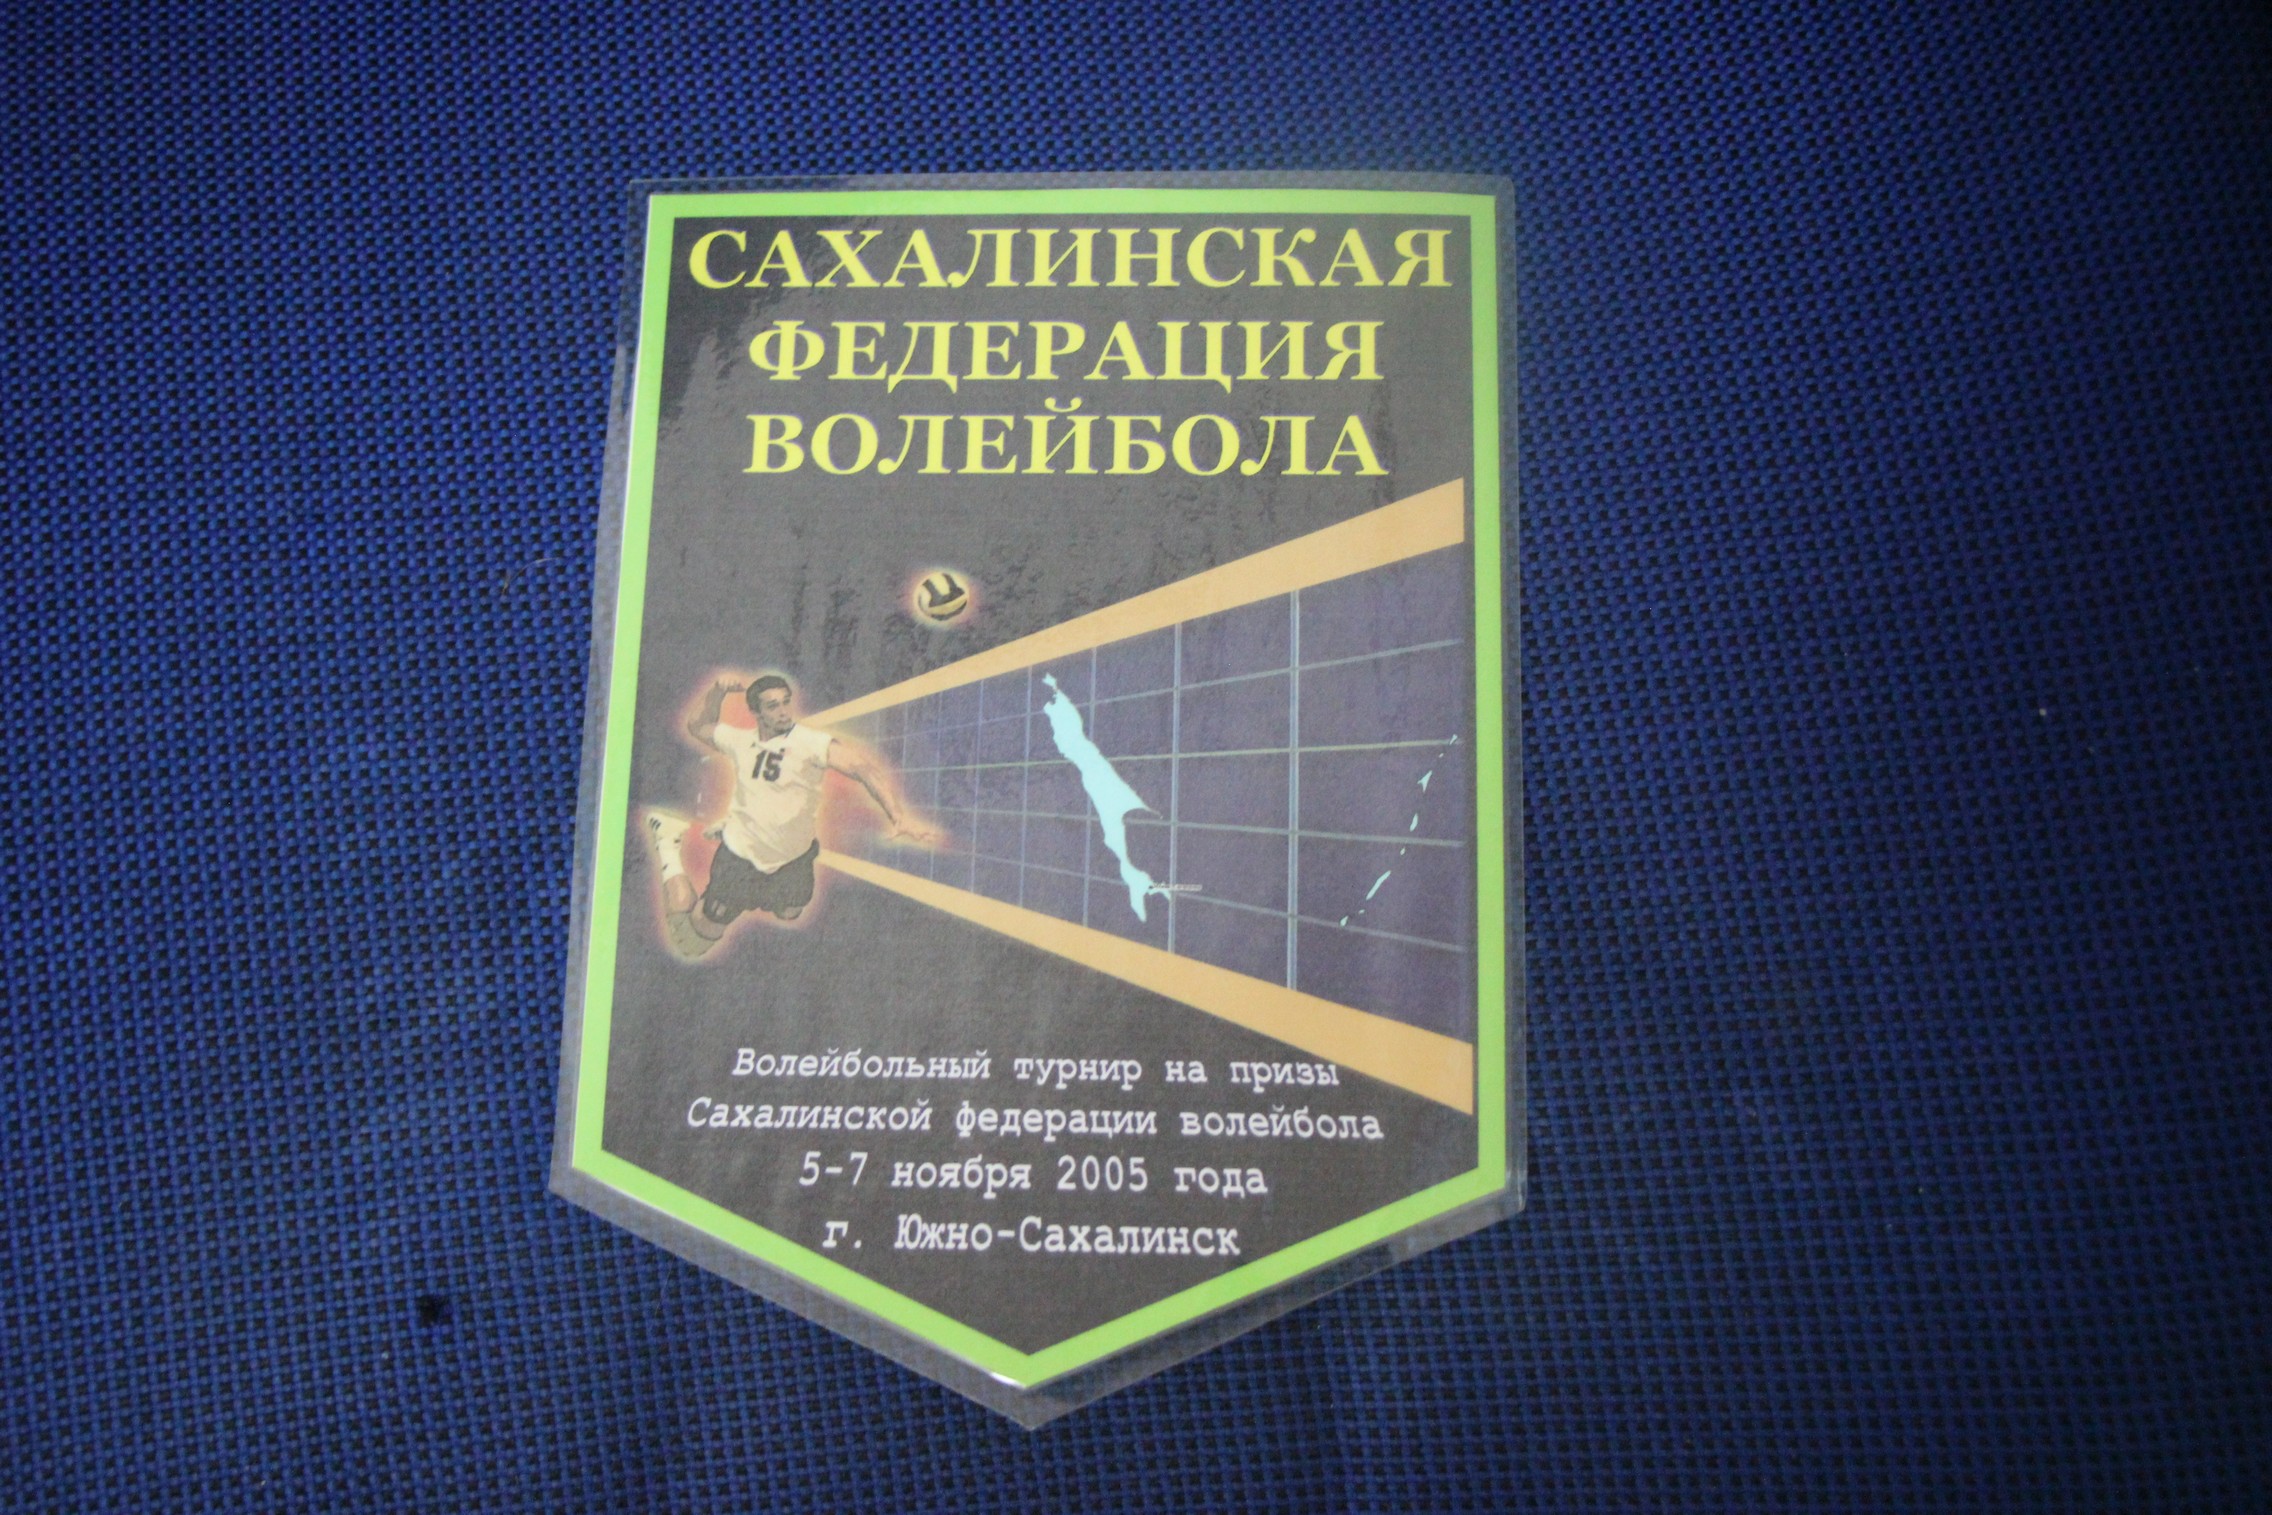 САХАЛИНСКАЯ
ФЕДЕРАЦИЯ
ВОЛЕЙБОЛА
15
Волейбольный турнир на призы
Сахалинской федерации волейбола
5-7 ноября 2005 года
г. Южно-Сахалинск